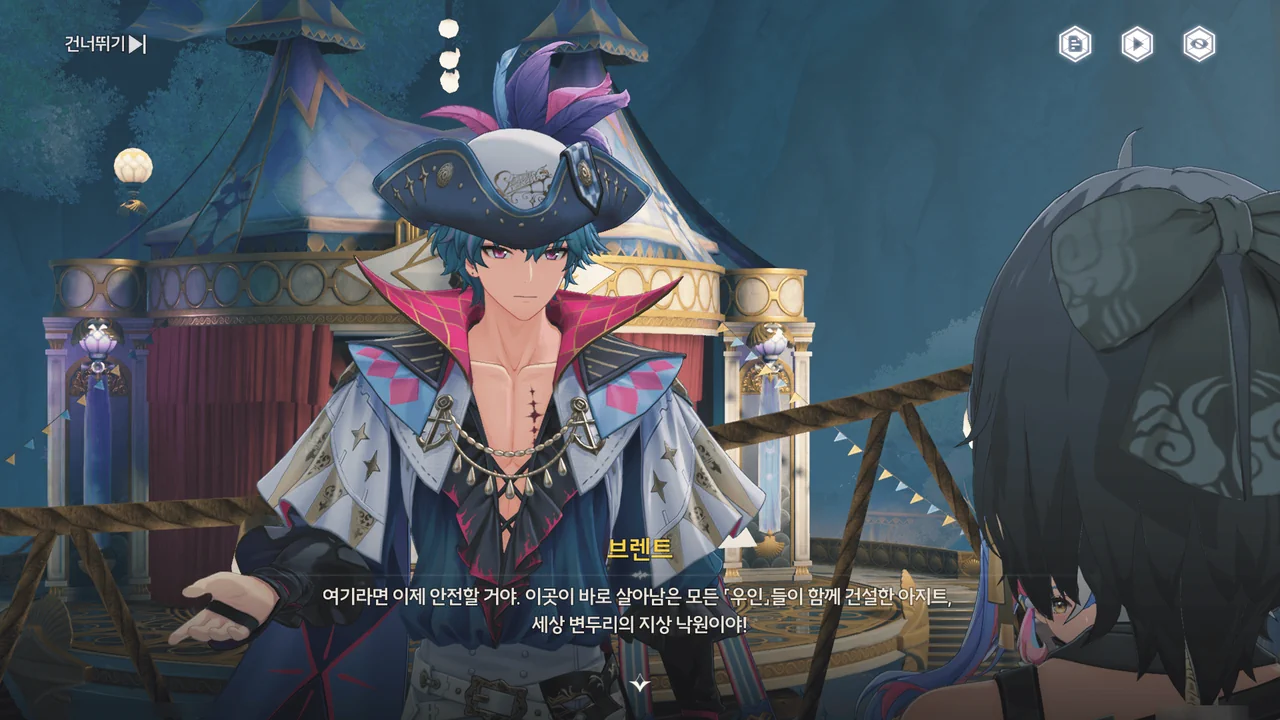 건너뛰기
브렌트
여기라면 이제 안전할 거야. 이곳이 바로 살아남은 모든 「우인」들이 함께 건설한 아지트,
세상 변두리의 지상 낙원이야!